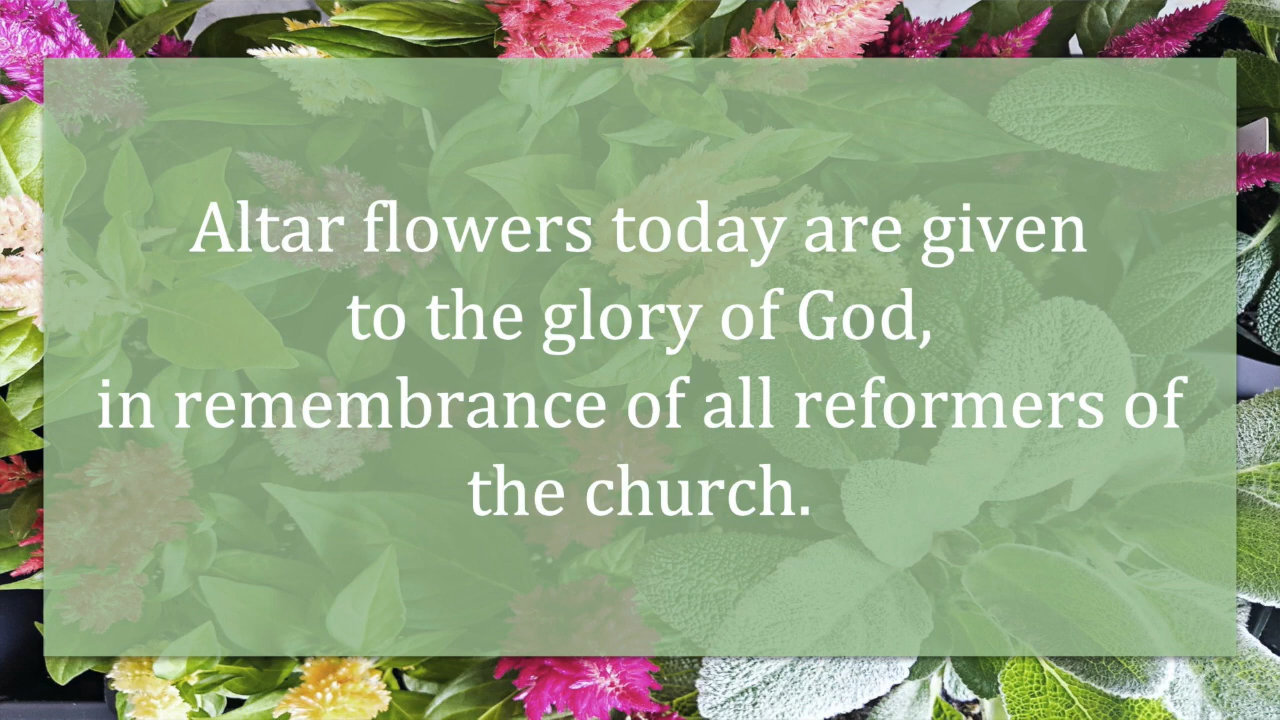 Altar flowers today are given
to the glory of God,
in remembrance of all reformers of
the church.